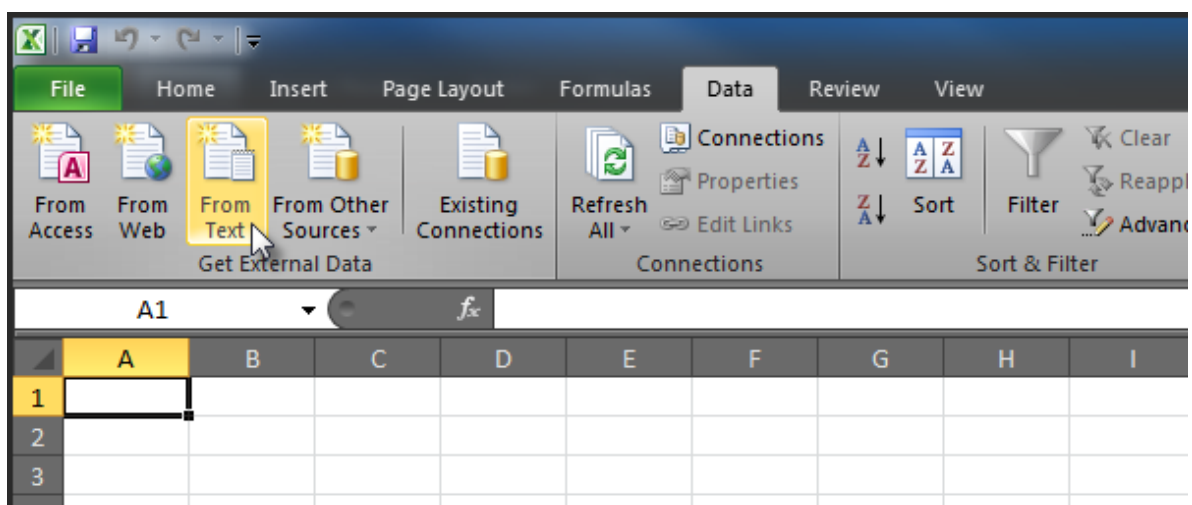 File Home Insert Page Layout Formulas Data Review View
From Access
From Web
From Text
From Other Sources
Existing Connections
Get External Data
Refresh All
Connections
Properties
Edit Links
Connections
A Z
Z A
A Z
Z A
Sort
Filter
Clear
Reappl
Advanc
Sort & Filter
A1 fx
A B C D E F G H I
1
2
3